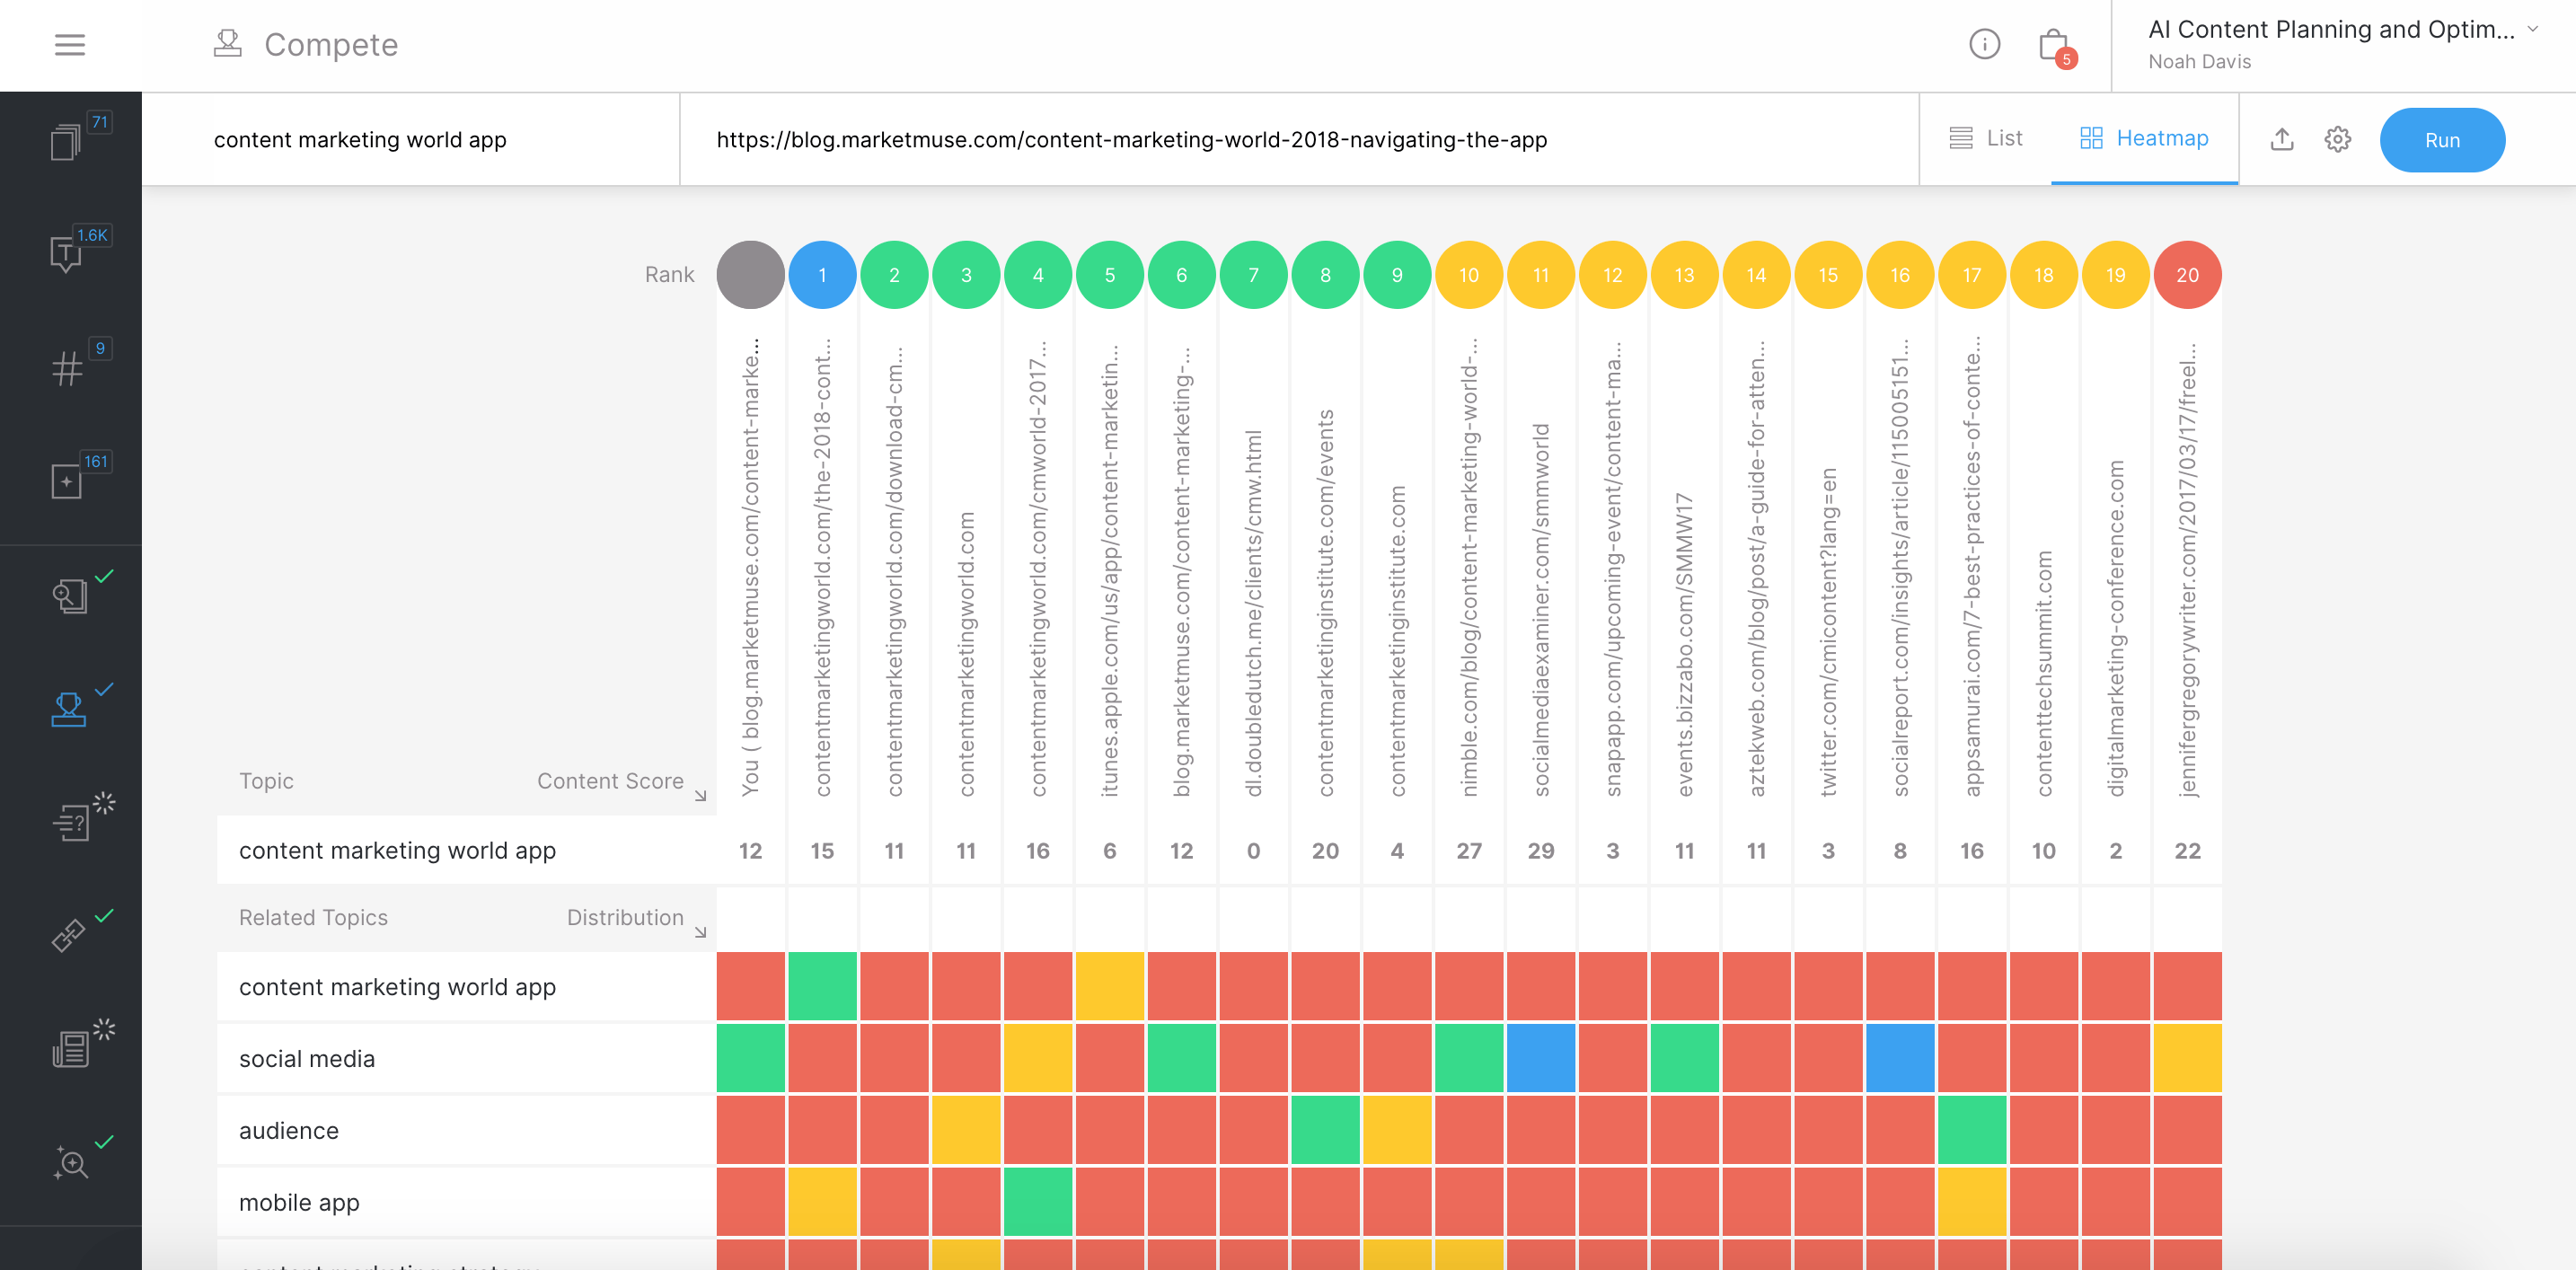 Compete
5
AI Content Planning and Optim...
Noah Davis
content marketing world app
https://blog.marketmuse.com/content-marketing-world-2018-navigating-the-app
List
Heatmap
Run
71
1.6K
9
161
Rank
1 2 3 4 5 6 7 8 9 10 11 12 13 14 15 16 17 18 19 20
You ( blog.marketmuse.com/content-marke...
contentmarketingworld.com/the-2018-cont...
contentmarketingworld.com/download-cm...
contentmarketingworld.com
contentmarketingworld.com/cmworld-2017...
itunes.apple.com/us/app/content-marketin...
blog.marketmuse.com/content-marketing-...
dl.doubledutch.me/clients/cmw.html
contentmarketinginstitute.com/events
contentmarketinginstitute.com
nimble.com/blog/content-marketing-world-...
socialmediaexaminer.com/smmworld
snapapp.com/upcoming-event/content-ma...
events.bizzabo.com/SMMW17
aztekweb.com/blog/post/a-guide-for-atten...
twitter.com/cmicontent?lang=en
socialreport.com/insights/article/115005151...
appsamurai.com/7-best-practices-of-conte...
contenttechsummit.com
digitalmarketing-conference.com
jennifergregorywriter.com/2017/03/17/freel...
Topic Content Score
content marketing world app 12 15 11 11 16 6 12 0 20 4 27 29 3 11 11 3 8 16 10 2 22
Related Topics Distribution
content marketing world app
social media
audience
mobile app